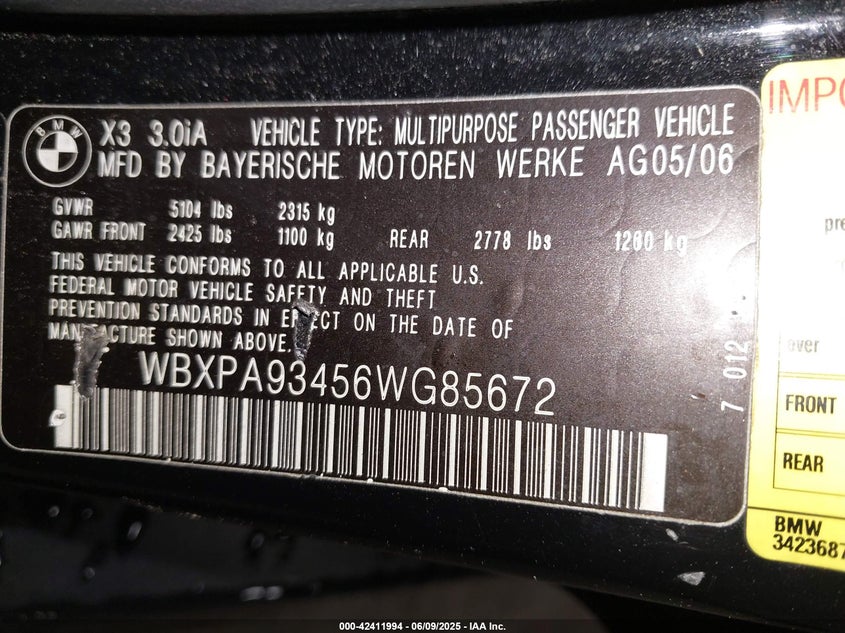 BMW
X3 3.0iA VEHICLE TYPE: MULTIPURPOSE PASSENGER VEHICLE
MFD BY BAYERISCHE MOTOREN WERKE AG05/06
GVWR 5104 lbs 2315 kg
GAWR FRONT 2425 lbs 1100 kg REAR 2778 lbs 1260 kg
THIS VEHICLE CONFORMS TO ALL APPLICABLE U.S.
FEDERAL MOTOR VEHICLE SAFETY AND THEFT
PREVENTION STANDARDS IN EFFECT ON THE DATE OF
MANUFACTURE SHOWN ABOVE.
WBXPA93456WG85672
7 012
IMPO
pre
over
FRONT
REAR
BMW
3423687
000-42411994 - 06/09/2025 - IAA Inc.